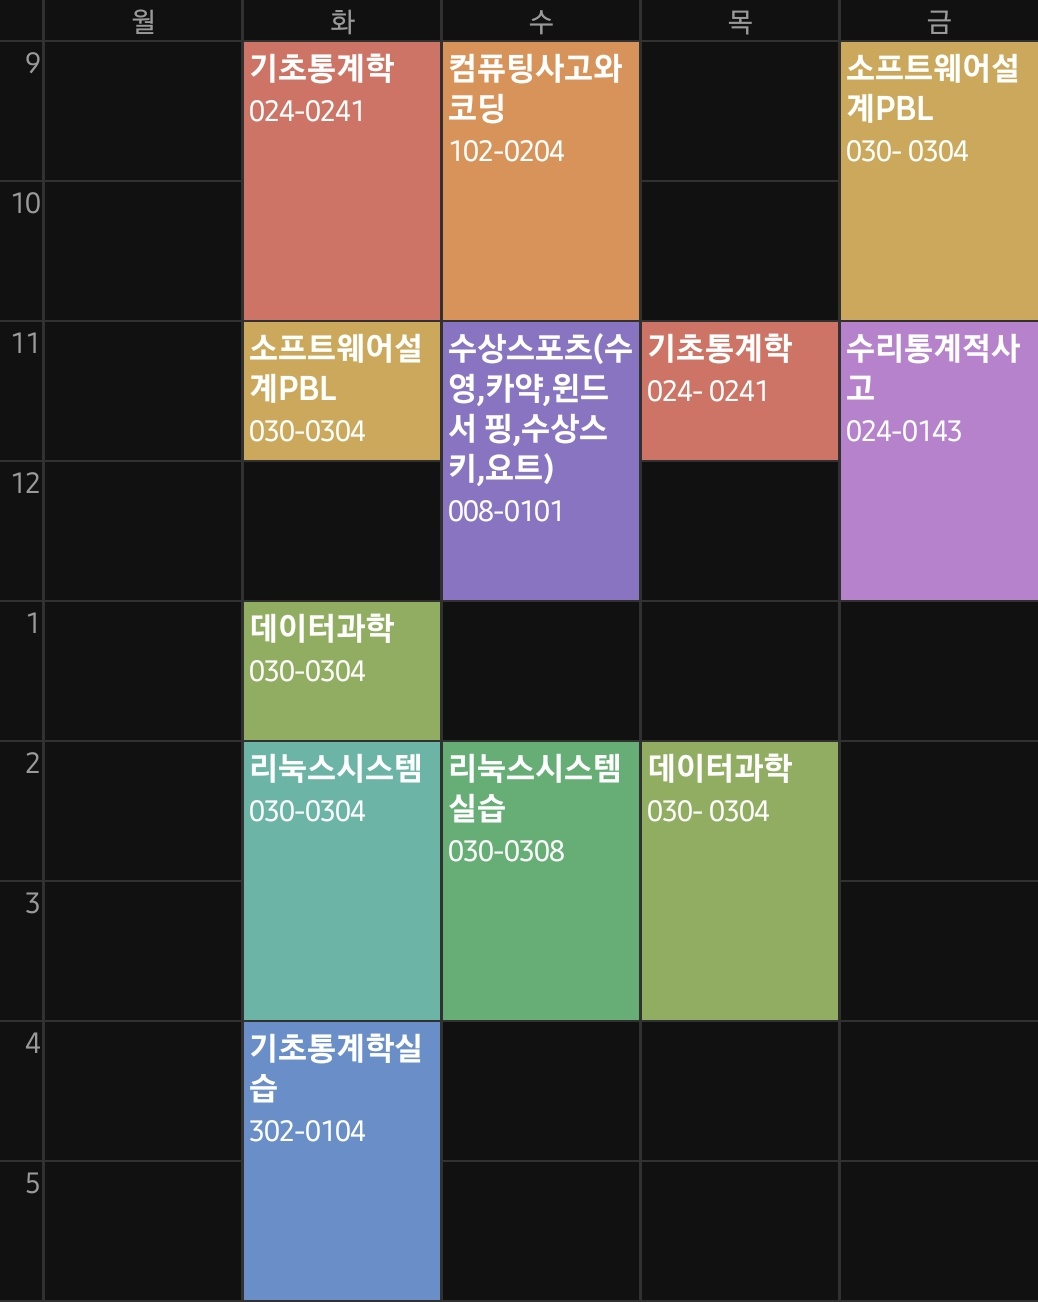 월 화 수 목 금
9
기초통계학
024-0241
컴퓨팅사고와
코딩
102-0204
소프트웨어설
계PBL
030- 0304
10
11
소프트웨어설
계PBL
030-0304
수상스포츠(수
영,카약,윈드
서 핑,수상스
키,요트)
008-0101
기초통계학
024- 0241
수리통계적사
고
024-0143
12
1
데이터과학
030-0304
2
리눅스시스템
030-0304
리눅스시스템
실습
030-0308
데이터과학
030- 0304
3
4
기초통계학실
습
302-0104
5